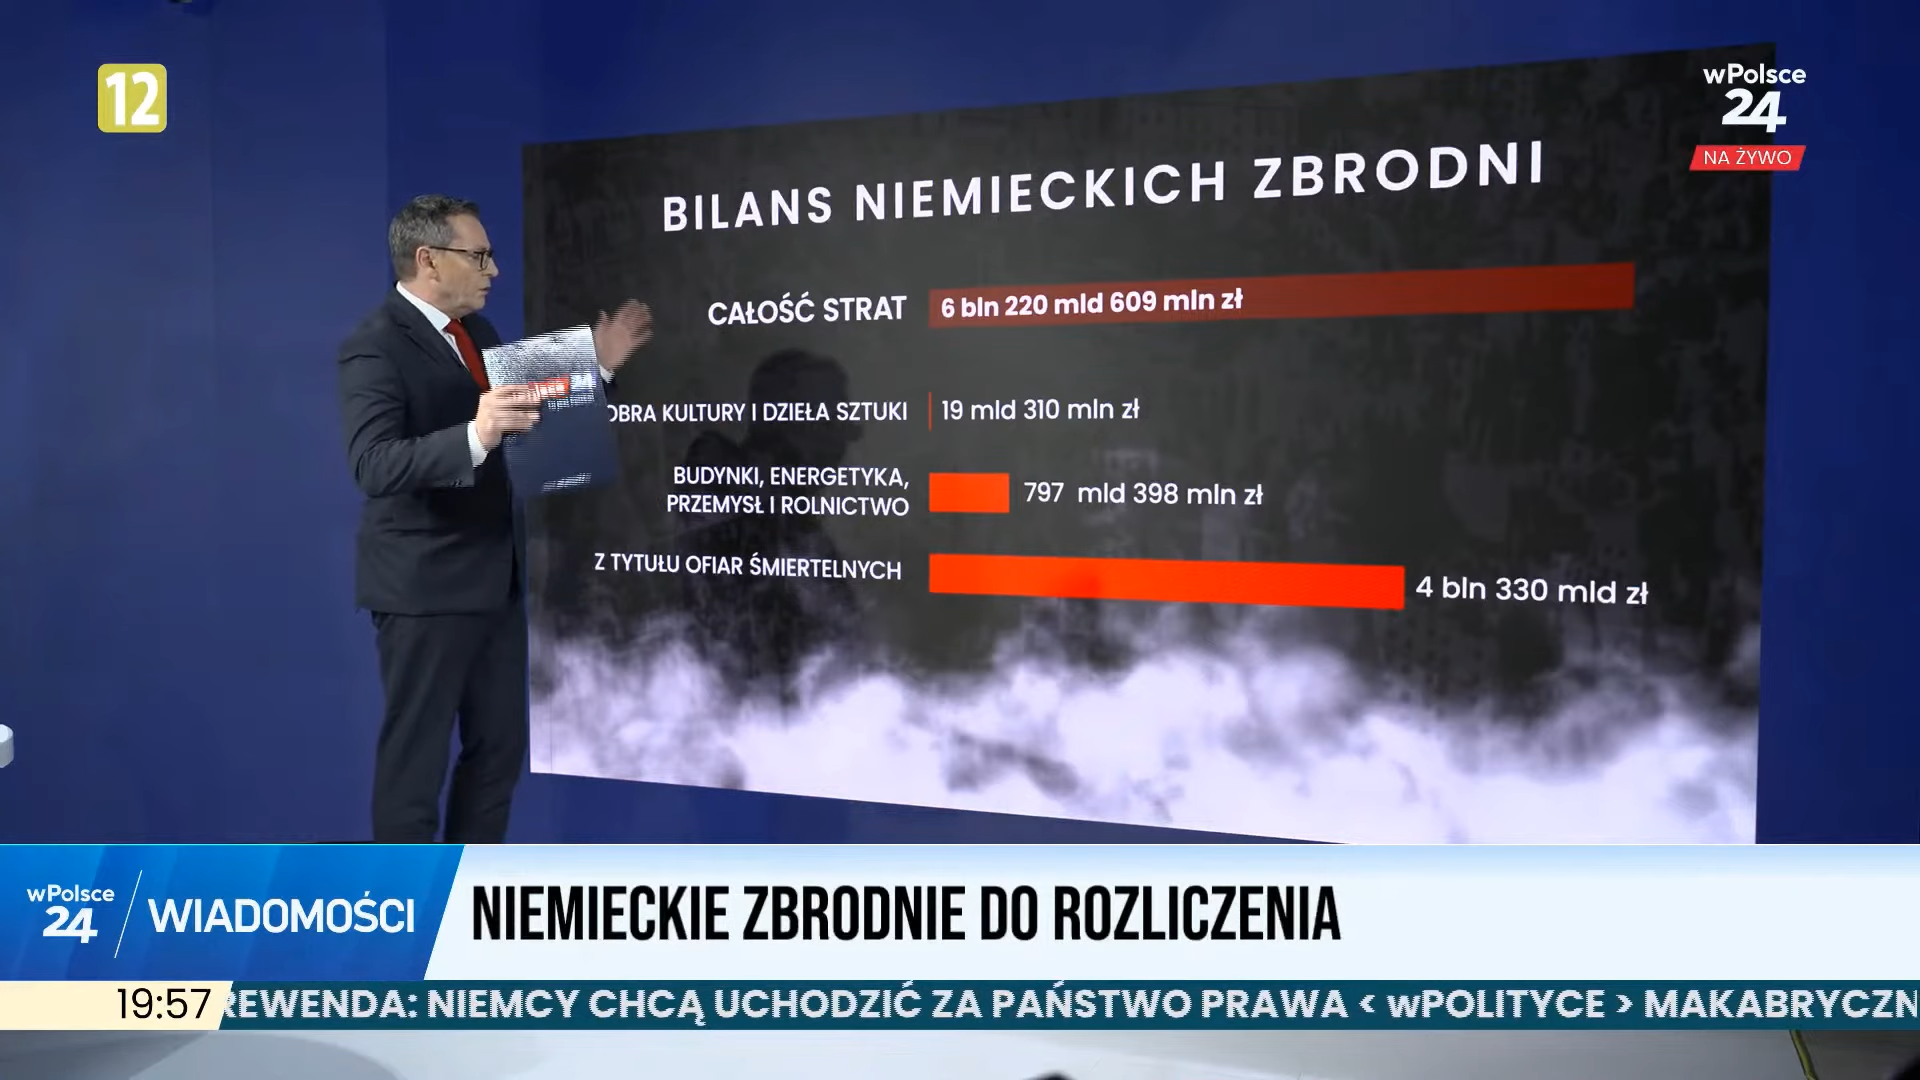 12
wPolsce
24
NA ŻYWO
BILANS NIEMIECKICH ZBRODNI
CAŁOŚĆ STRAT 6 bln 220 mld 609 mln zł
OBRA KULTURY I DZIEŁA SZTUKI 19 mld 310 mln zł
BUDYNKI, ENERGETYKA,
PRZEMYSŁ I ROLNICTWO 797 mld 398 mln zł
Z TYTUŁU OFIAR ŚMIERTELNYCH 4 bln 330 mld zł
wPolsce
24
WIADOMOŚCI
NIEMIECKIE ZBRODNIE DO ROZLICZENIA
19:57 REWENDA: NIEMCY CHCĄ UCHODZIĆ ZA PAŃSTWO PRAWA < wPOLITYCE > MAKABRYCZN